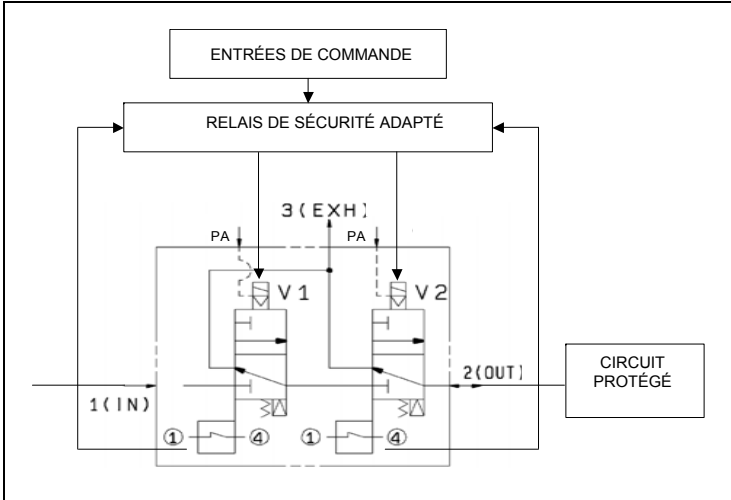 ENTRÉES DE COMMANDE
RELAIS DE SÉCURITÉ ADAPTÉ
3(EXH)
PA
PA
V1
V2
1(IN)
2(OUT)
CIRCUIT
PROTÉGÉ
① ④ ① ④